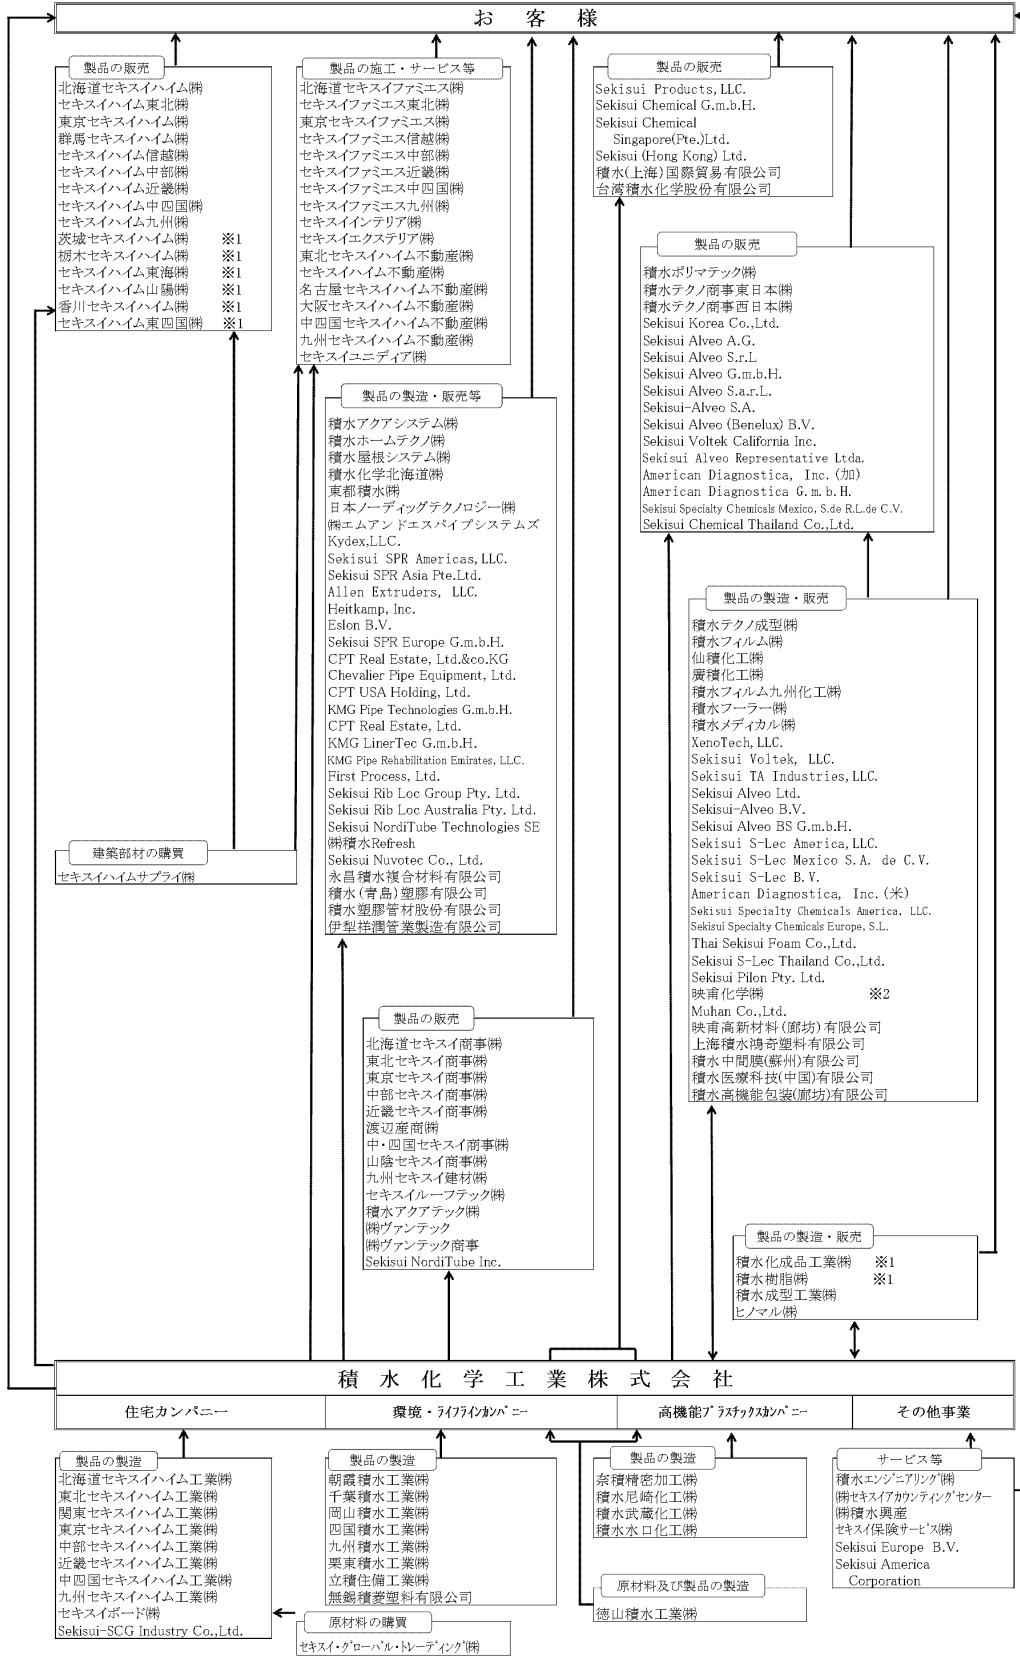 お客様
製品の販売
北海道セキスイハイム㈱
セキスイハイム東北㈱
東京セキスイハイム㈱
群馬セキスイハイム㈱
セキスイハイム信越㈱
セキスイハイム中部㈱
セキスイハイム近畿㈱
セキスイハイム中四国㈱
セキスイハイム九州㈱
茨城セキスイハイム㈱ ※1
栃木セキスイハイム㈱ ※1
セキスイハイム東海㈱ ※1
セキスイハイム山陽㈱ ※1
香川セキスイハイム㈱ ※1
セキスイハイム東四国㈱ ※1
製品の施工・サービス等
北海道セキスイファミエス㈱
セキスイファミエス東北㈱
東京セキスイファミエス㈱
セキスイファミエス信越㈱
セキスイファミエス中部㈱
セキスイファミエス近畿㈱
セキスイファミエス中四国㈱
セキスイファミエス九州㈱
セキスイインテリア㈱
セキスイエクステリア㈱
東北セキスイハイム不動産㈱
セキスイハイム不動産㈱
名古屋セキスイハイム不動産㈱
大阪セキスイハイム不動産㈱
中四国セキスイハイム不動産㈱
九州セキスイハイム不動産㈱
セキスイユニディア㈱
製品の販売
Sekisui Products, LLC.
Sekisui Chemical G.m.b.H.
Sekisui Chemical
Singapore(Pte.)Ltd.
Sekisui (Hong Kong) Ltd.
積水(上海)国際貿易有限公司
台湾積水化学股份有限公司
製品の販売
積水ポリマテック㈱
積水テクノ商事東日本㈱
積水テクノ商事西日本㈱
Sekisui Korea Co.,Ltd.
Sekisui Alveo A.G.
Sekisui Alveo S.r.L
Sekisui Alveo G.m.b.H.
Sekisui Alveo S.a.r.L.
Sekisui-Alveo S.A.
Sekisui Alveo (Benelux) B.V.
Sekisui Voltek California Inc.
Sekisui Alveo Representative Ltda.
American Diagnostica, Inc. (加)
American Diagnostica G.m.b.H.
Sekisui Specialty Chemicals Mexico, S.de R.L.de C.V.
Sekisui Chemical Thailand Co.,Ltd.
製品の製造・販売等
積水アクアシステム㈱
積水ホームテクノ㈱
積水屋根システム㈱
積水化学北海道㈱
東都積水㈱
日本ノーディッグテクノロジー㈱
㈱エムアンドエスパイプシステムズ
Kydex,LLC.
Sekisui SPR Americas, LLC.
Sekisui SPR Asia Pte.Ltd.
Allen Extruders, LLC.
Heitkamp, Inc.
Eslon B.V.
Sekisui SPR Europe G.m.b.H.
CPT Real Estate, Ltd.&co.KG
Chevalier Pipe Equipment, Ltd.
CPT USA Holding, Ltd.
KMG Pipe Technologies G.m.b.H.
CPT Real Estate, Ltd.
KMG LinerTec G.m.b.H.
KMG Pipe Rehabilitation Emirates, LLC.
First Process, Ltd.
Sekisui Rib Loc Group Pty. Ltd.
Sekisui Rib Loc Australia Pty. Ltd.
Sekisui NordiTube Technologies SE
㈱積水Refresh
Sekisui Nuvotec Co., Ltd.
永昌積水複合材料有限公司
積水(青島)塑膠有限公司
積水塑膠管材股份有限公司
伊犁祥潤管業製造有限公司
製品の製造・販売
積水テクノ成型㈱
積水フィルム㈱
仙積化工㈱
廣積化工㈱
積水フィルム九州化工㈱
積水フーラー㈱
積水メディカル㈱
XenoTech, LLC.
Sekisui Voltek, LLC.
Sekisui TA Industries, LLC.
Sekisui Alveo Ltd.
Sekisui-Alveo B.V.
Sekisui Alveo BS G.m.b.H.
Sekisui S-Lec America, LLC.
Sekisui S-Lec Mexico S.A. de C.V.
Sekisui S-Lec B.V.
American Diagnostica, Inc. (米)
Sekisui Specialty Chemicals America, LLC.
Sekisui Specialty Chemicals Europe, S.L.
Thai Sekisui Foam Co.,Ltd.
Sekisui S-Lec Thailand Co.,Ltd.
Sekisui Pilon Pty. Ltd.
映甫化学㈱ ※2
Muhan Co.,Ltd.
映甫高新材料(廊坊)有限公司
上海積水鴻奇塑料有限公司
積水中間膜(蘇州)有限公司
積水医療科技(中国)有限公司
積水高機能包装(廊坊)有限公司
建築部材の購買
セキスイハイムサプライ㈱
製品の販売
北海道セキスイ商事㈱
東北セキスイ商事㈱
東京セキスイ商事㈱
中部セキスイ商事㈱
近畿セキスイ商事㈱
渡辺産商㈱
中・四国セキスイ商事㈱
山陰セキスイ商事㈱
九州セキスイ建材㈱
セキスイルーフテック㈱
積水アクアテック㈱
㈱ヴァンテック
㈱ヴァンテック商事
Sekisui NordiTube Inc.
製品の製造・販売
積水化成品工業㈱ ※1
積水樹脂㈱ ※1
積水成型工業㈱
ヒノマル㈱
積水化学工業株式会社
住宅カンパニー
環境・ライフラインカンパニー
高機能プラスチックスカンパニー
その他事業
製品の製造
北海道セキスイハイム工業㈱
東北セキスイハイム工業㈱
関東セキスイハイム工業㈱
東京セキスイハイム工業㈱
中部セキスイハイム工業㈱
近畿セキスイハイム工業㈱
中四国セキスイハイム工業㈱
九州セキスイハイム工業㈱
セキスイボード㈱
Sekisui-SCG Industry Co.,Ltd.
製品の製造
朝霞積水工業㈱
千葉積水工業㈱
岡山積水工業㈱
四国積水工業㈱
九州積水工業㈱
栗東積水工業㈱
立積住備工業㈱
無錫積菱塑料有限公司
原材料の購買
セキスイ・グローバル・トレーディング㈱
製品の製造
奈積精密加工㈱
積水尼崎化工㈱
積水武蔵化工㈱
積水水口化工㈱
原材料及び製品の製造
徳山積水工業㈱
サービス等
積水エンジニアリング㈱
㈱セキスイアカウンティングセンター
㈱積水興産
セキスイ保険サービス㈱
Sekisui Europe B.V.
Sekisui America
Corporation